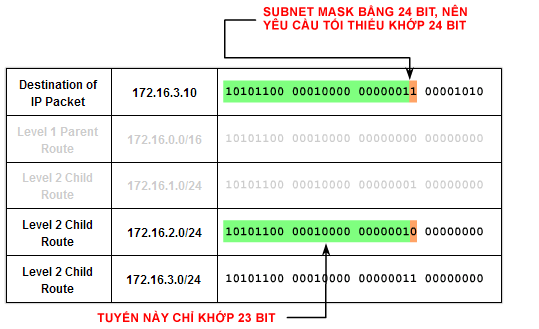 SUBNET MASK BẰNG 24 BIT, NÊN
YÊU CẦU TỐI THIỂU KHỚP 24 BIT
Destination of
IP Packet
172.16.3.10
10101100 00010000 00000011 00001010
Level 1 Parent
Route
172.16.0.0/16
10101100 00010000 00000000 00000000
Level 2 Child
Route
172.16.1.0/24
10101100 00010000 00000001 00000000
Level 2 Child
Route
172.16.2.0/24
10101100 00010000 00000010 00000000
Level 2 Child
Route
172.16.3.0/24
10101100 00010000 00000011 00000000
TUYẾN NÀY CHỈ KHỚP 23 BIT